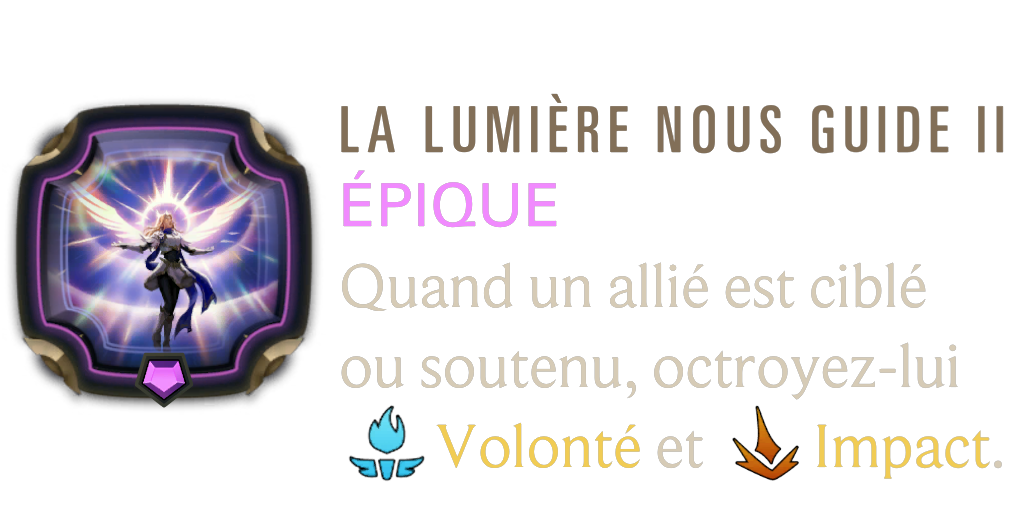 LA LUMIÈRE NOUS GUIDE II
ÉPIQUE
Quand un allié est ciblé
ou soutenu, octroyez-lui
Volonté et Impact.